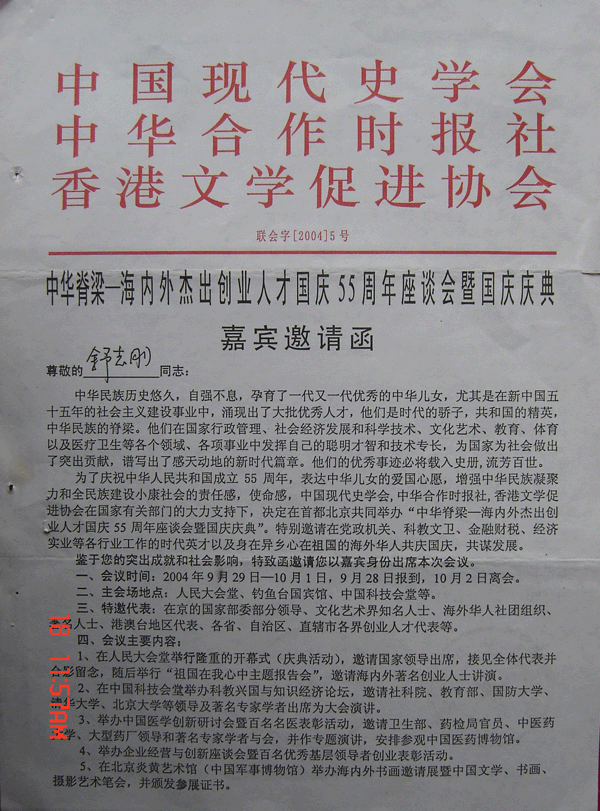 中国现代史学会
中华合作时报社
香港文学促进协会
联会字[2004]5号
中华脊梁—海内外杰出创业人才国庆55周年座谈会暨国庆庆典
嘉宾邀请函
尊敬的 舒志刚 同志：
中华民族历史悠久，自强不息，孕育了一代又一代优秀的中华儿女，尤其是在新中国五
十五年的社会主义建设事业中，涌现出了大批优秀人才，他们是时代的骄子，共和国的精英，
中华民族的脊梁。他们在国家行政管理、社会经济发展和科学技术、文化艺术、教育、体育
以及医疗卫生等各个领域、各项事业中发挥自己的聪明才智和技术专长，为国家为社会做出
了突出贡献，谱写出了感天动地的新时代篇章。他们的优秀事迹必将载入史册,流芳百世。
为了庆祝中华人民共和国成立 55 周年，表达中华儿女的爱国心愿，增强中华民族凝聚
力和全民族建设小康社会的责任感，使命感，中国现代史学会,中华合作时报社,香港文学促
进协会在国家有关部门的大力支持下，决定在首都北京共同举办“中华脊梁—海内外杰出创
业人才国庆 55 周年座谈会暨国庆庆典”。特别邀请在党政机关、科教文卫、金融财税、经济
实业等各行业工作的时代英才以及身在异乡心在祖国的海外华人共庆国庆，共谋发展。
鉴于您的突出成就和社会影响，特致函邀请您以嘉宾身份出席本次会议。
一、会议时间：2004 年 9 月 29 日—10 月 1 日，9 月 28 日报到，10 月 2 日离会。
二、主会场地点：人民大会堂、钓鱼台国宾馆、中国科技会堂等。
三、特邀代表：在京的国家部委部分领导、文化艺术界知名人士、海外华人社团组织、
著名人士、港澳台地区代表、各省、自治区、直辖市各界创业人才代表等。
四、会议主要内容：
1、在人民大会堂举行隆重的开幕式（庆典活动），邀请国家领导出席，接见全体代表并
合影留念，随后举行“祖国在我心中主题报告会”，邀请海内外著名创业人士讲演。
2、在中国科技会堂举办科教兴国与知识经济论坛，邀请社科院、教育部、国防大学、
清华大学、北京大学等领导及著名专家学者出席为大会演讲。
3、举办中国医学创新研讨会暨百名名医表彰活动，邀请卫生部、药检局官员、中医药
大学、大型药厂领导和著名专家学者与会，并作专题演讲，安排参观中国医药博物馆。
4、举办企业经营与创新座谈会暨百名优秀基层领导者创业表彰活动。
5、在北京炎黄艺术馆（中国军事博物馆）举办海内外书画邀请展暨中国文学、书画、
摄影艺术笔会，并颁发参展证书。
18 11:57AM